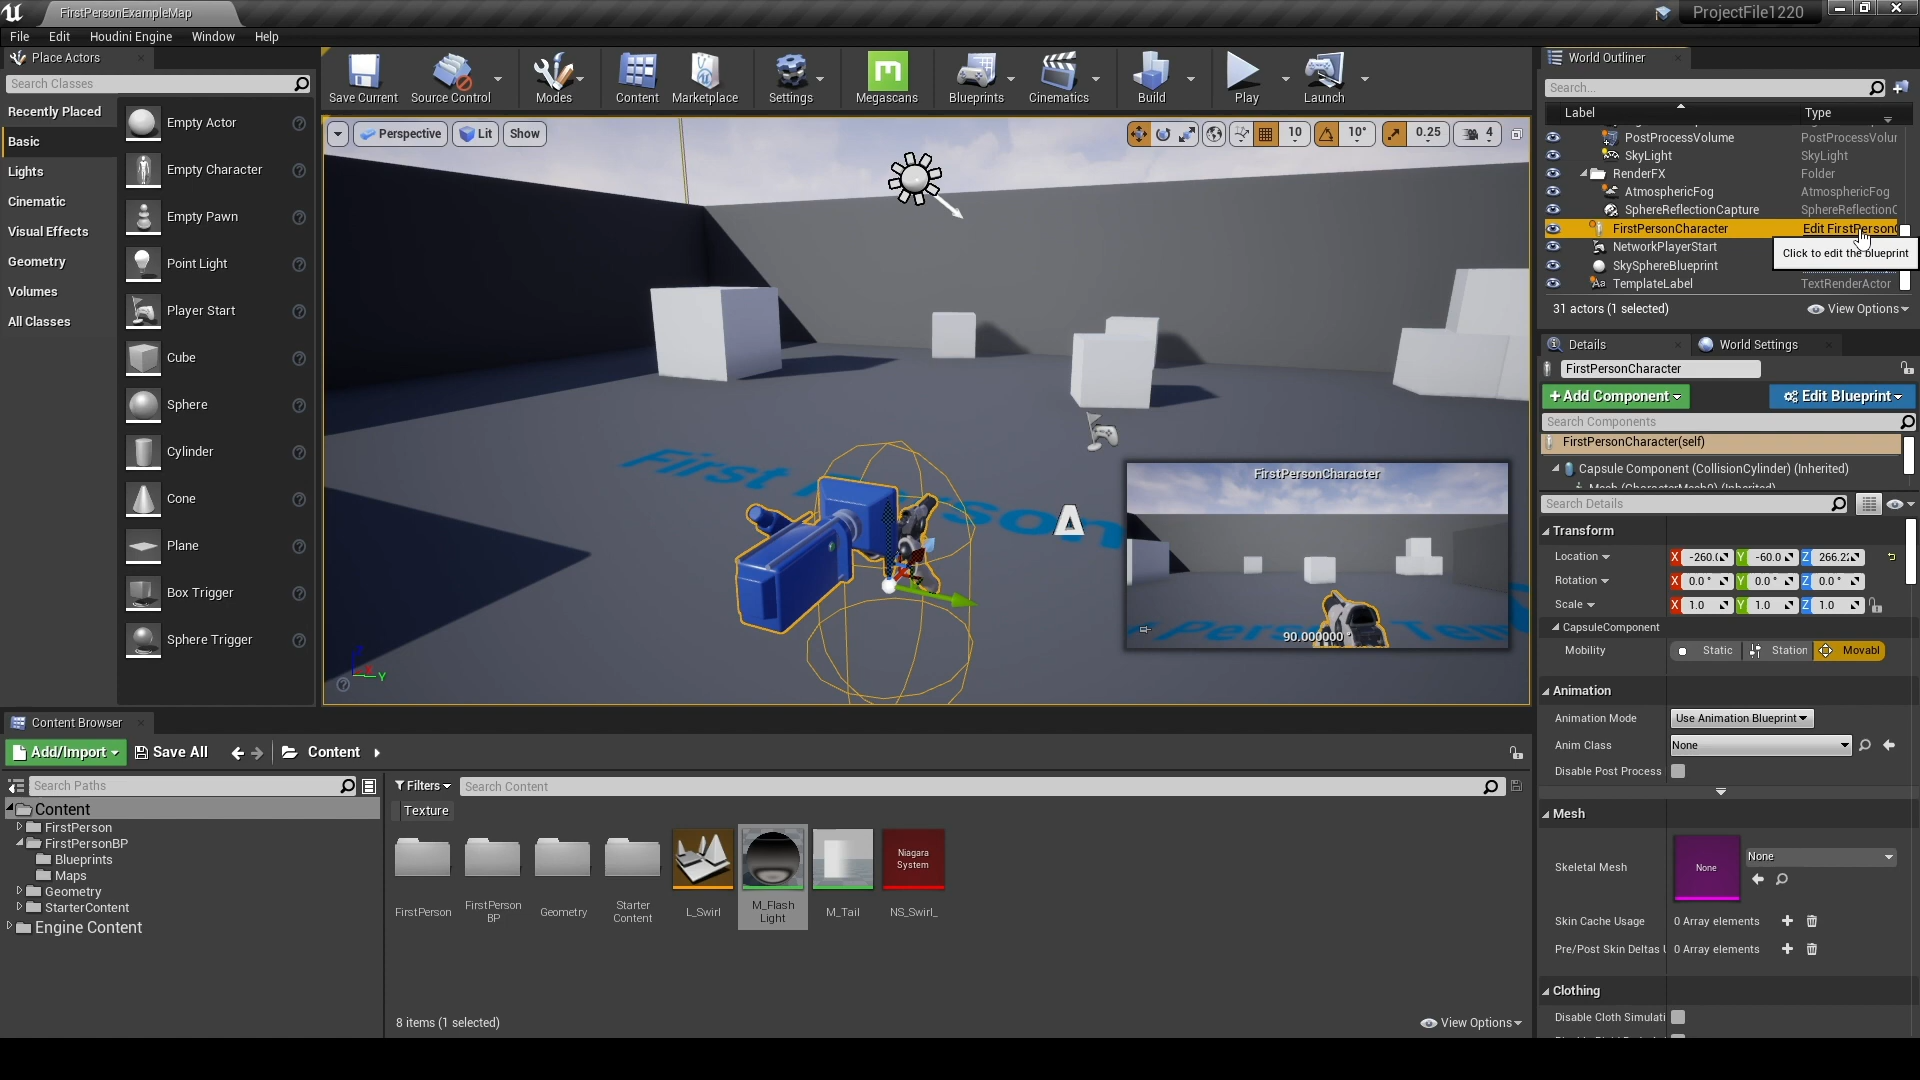 FirstPersonExampleMap
ProjectFile1220
File Edit Houdini Engine Window Help
Place Actors
Search Classes
Recently Placed
Basic
Lights
Cinematic
Visual Effects
Geometry
Volumes
All Classes
Empty Actor
Empty Character
Empty Pawn
Point Light
Player Start
Cube
Sphere
Cylinder
Cone
Plane
Box Trigger
Sphere Trigger
Save Current Source Control Modes Content Marketplace Settings Megascans Blueprints Cinematics Build Play Launch
Perspective Lit Show
10 10° 0.25 4
First Person
FirstPersonCharacter
90.000000 °
Y
World Outliner
Search...
Label Type
PostProcessVolume PostProcessVolur
SkyLight SkyLight
RenderFX Folder
AtmosphericFog AtmosphericFog
SphereReflectionCapture SphereReflectionC
FirstPersonCharacter Edit FirstPersonC
NetworkPlayerStart
Click to edit the blueprint
SkySphereBlueprint
TemplateLabel TextRenderActor
31 actors (1 selected) View Options
Details World Settings
FirstPersonCharacter
+Add Component Edit Blueprint
Search Components
FirstPersonCharacter(self)
Capsule Component (CollisionCylinder) (Inherited)
Mesh (CharacterMesh0) (Inherited)
Search Details
Transform
Location X -260.( Y -60.0 Z 266.22
Rotation X 0.0 ° Y 0.0 ° Z 0.0 °
Scale X 1.0 Y 1.0 Z 1.0
CapsuleComponent
Mobility Static Station Movabl
Animation
Animation Mode Use Animation Blueprint
Anim Class None
Disable Post Process
Mesh
Skeletal Mesh None None
Skin Cache Usage 0 Array elements
Pre/Post Skin Deltas U 0 Array elements
Clothing
Disable Cloth Simulati
Content Browser
Add/Import Save All Content
Search Paths
Content
FirstPerson
FirstPersonBP
Blueprints
Maps
Geometry
StarterContent
Engine Content
Filters Search Content
Texture
Niagara
System
FirstPerson
FirstPerson
BP
Geometry
Starter
Content
L_Swirl
M_Flash
Light
M_Tail
NS_Swirl_
8 items (1 selected) View Options